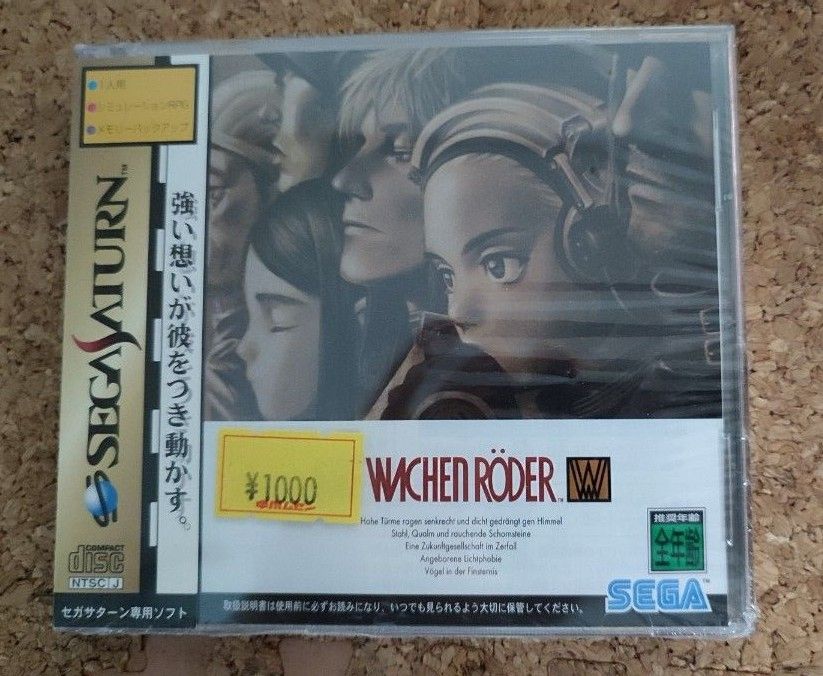 1人用
シミュレーションRPG
メモリーバックアップ
SEGA SATURN™
強い想いが彼をつき動かす。
COMPACT
disc
NTSC J
セガサターン専用ソフト
¥1000
WACHEN RÖDER™
Hohe Türme ragen senkrecht und dicht gedrängt gen Himmel
Stahl, Qualm und rauchende Schornsteine
Eine Zukunftgesellschaft im Zerfall
Angeborene Lichtphobie
Vögel in der Finsternis
推奨年齢
全年齢
SEGA™
取扱説明書は使用前に必ずお読みになり、いつでも見られるよう大切に保管してください。